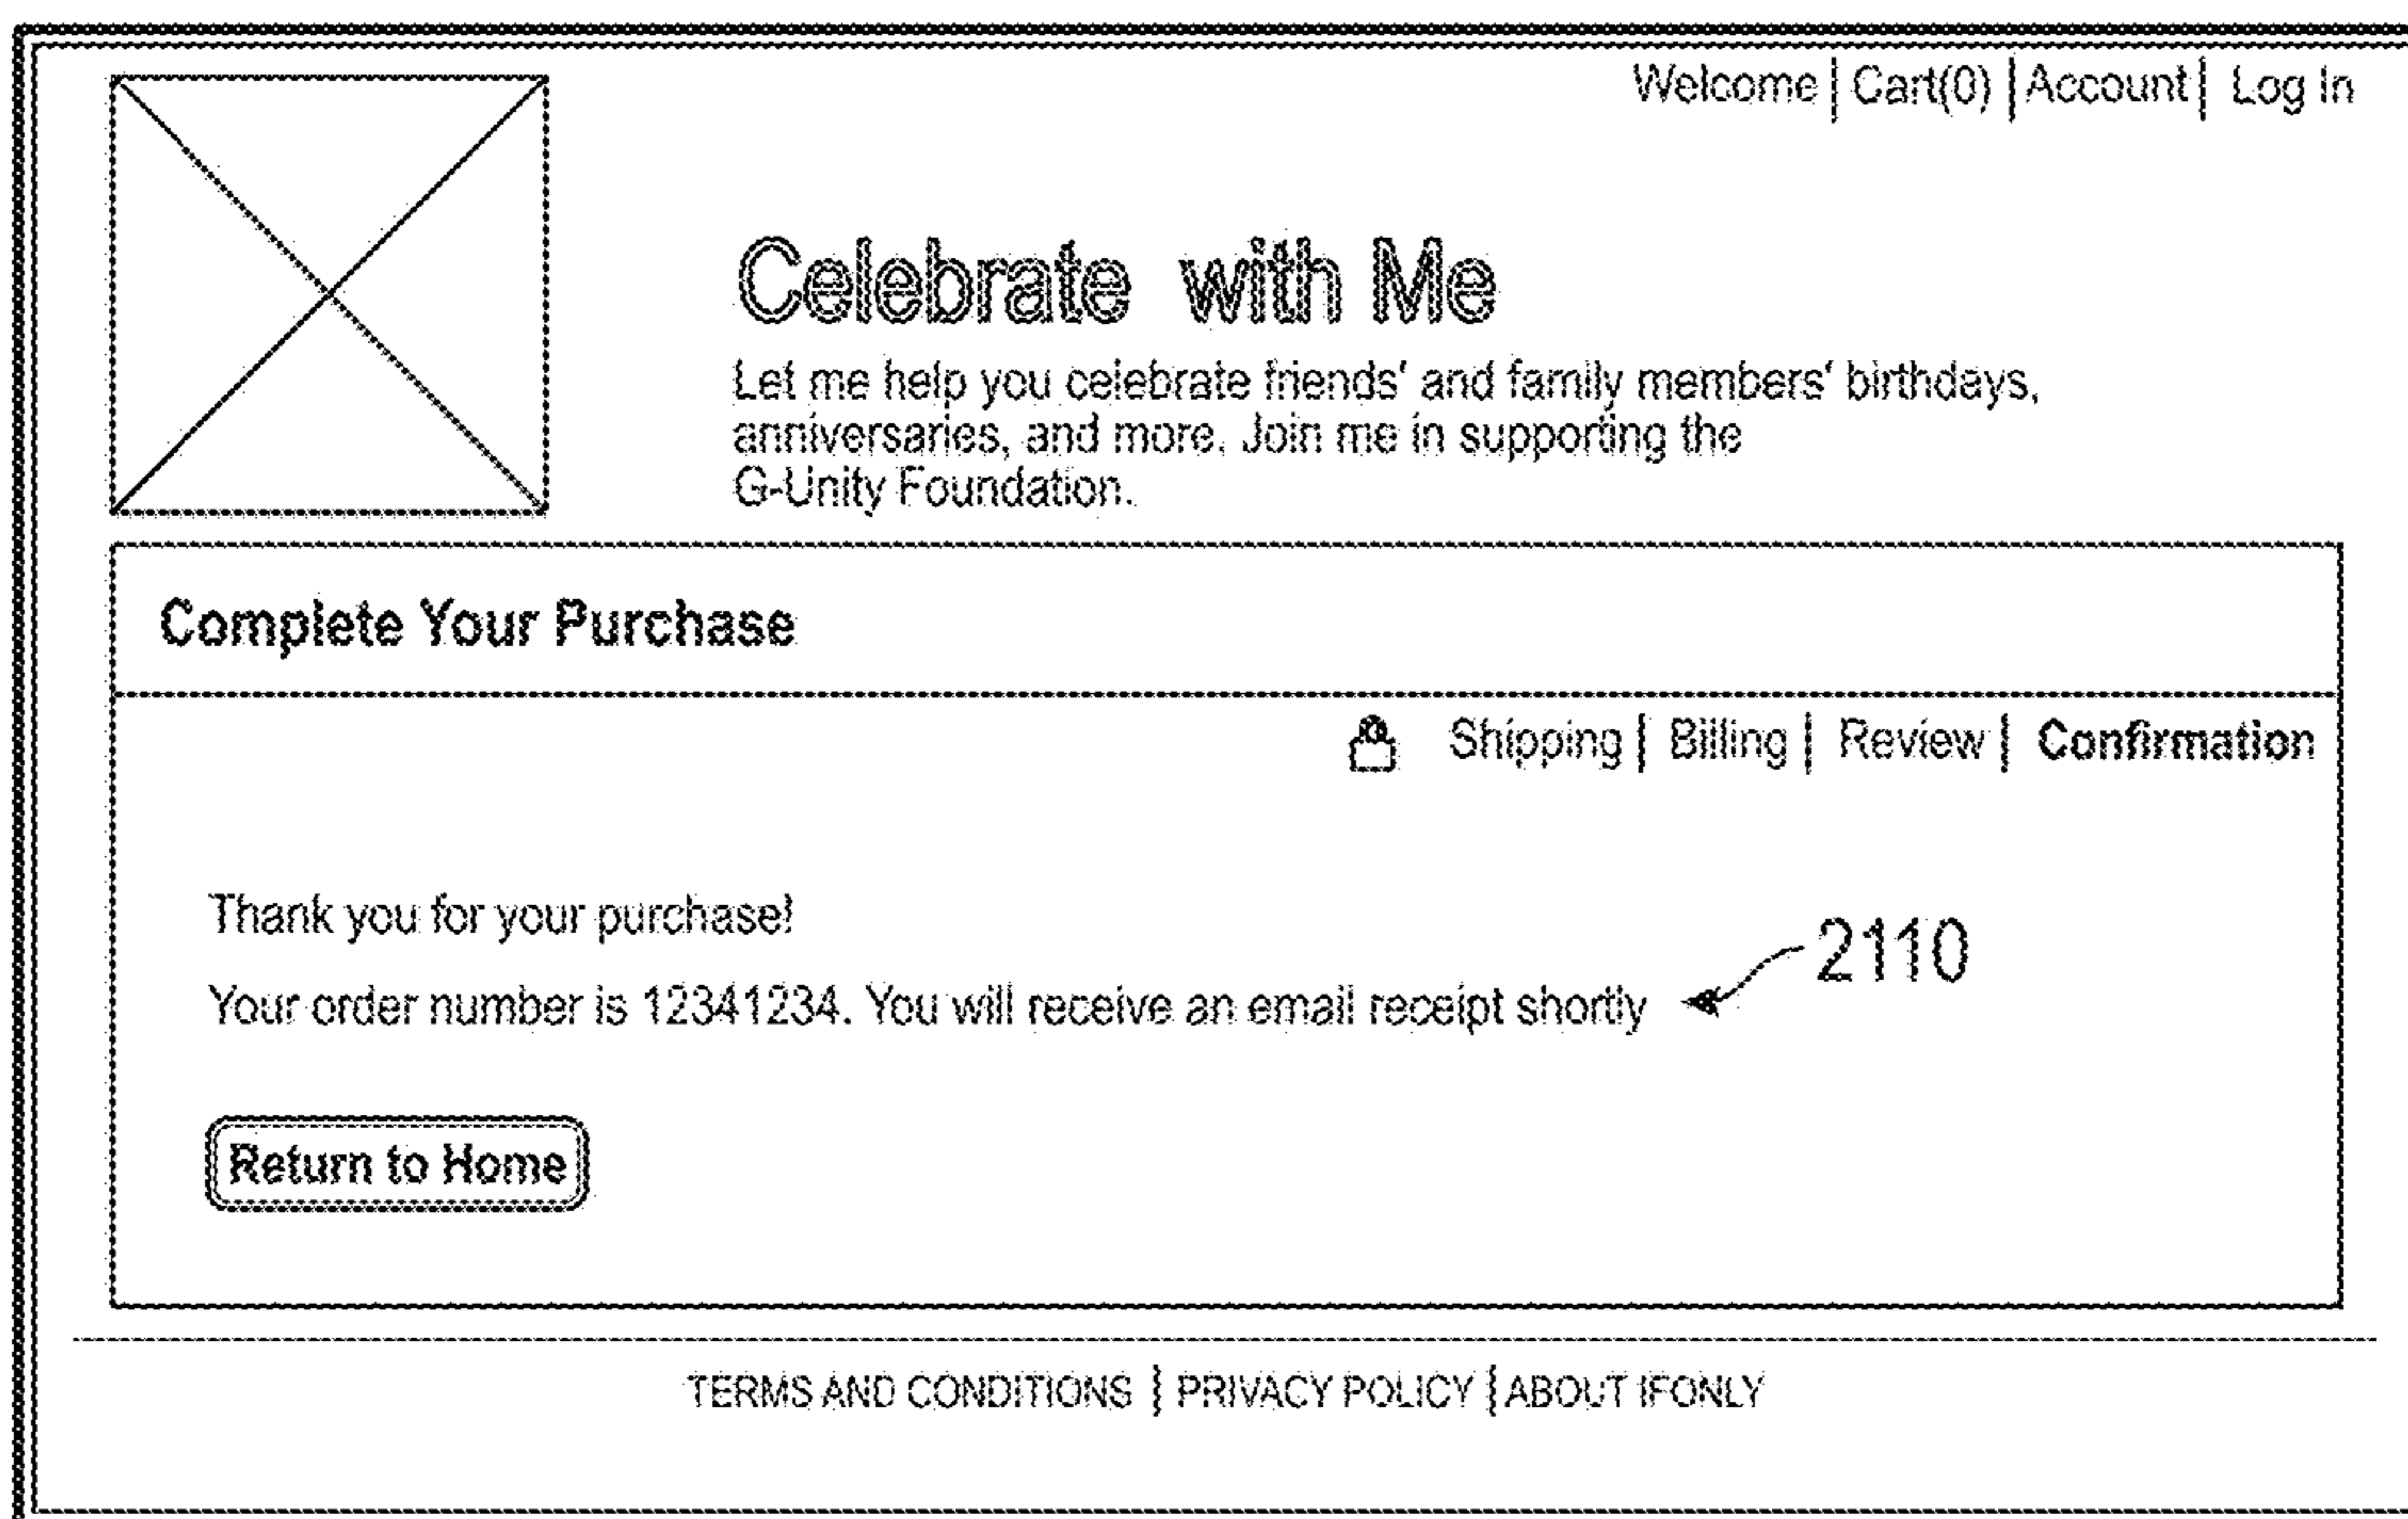 Welcome | Cart(0) | Account | Log In
Celebrate with Me
Let me help you celebrate friends' and family members' birthdays,
anniversaries, and more. Join me in supporting the
G-Unity Foundation.
Complete Your Purchase
Shipping | Billing | Review | Confirmation
Thank you for your purchase!
2110
Your order number is 12341234. You will receive an email receipt shortly
Return to Home
TERMS AND CONDITIONS | PRIVACY POLICY | ABOUT IFONLY